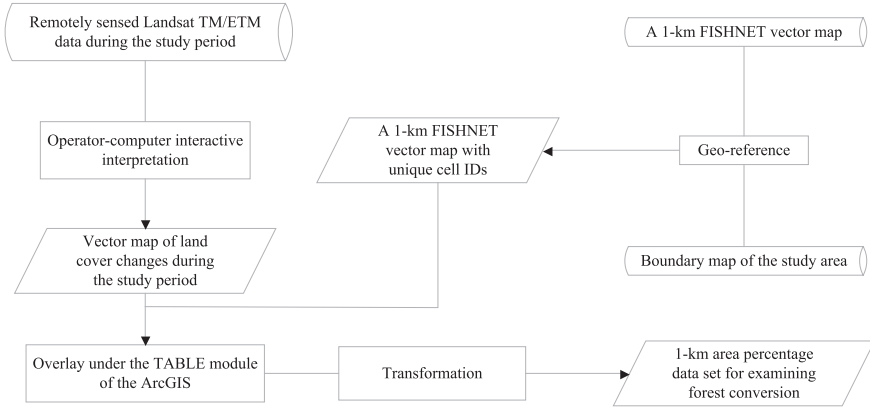 Remotely sensed Landsat TM/ETM
data during the study period
A 1-km FISHNET vector map
Operator-computer interactive
interpretation
A 1-km FISHNET
vector map with
unique cell IDs
Geo-reference
Vector map of land
cover changes during
the study period
Boundary map of the study area
Overlay under the TABLE module
of the ArcGIS
Transformation
1-km area percentage
data set for examining
forest conversion